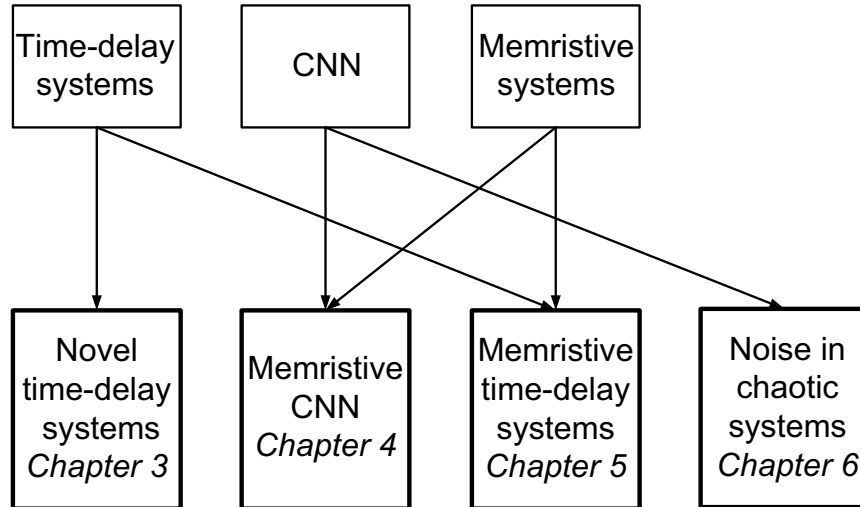 Time-delay
systems
CNN
Memristive
systems
Novel
time-delay
systems
Chapter 3
Memristive
CNN
Chapter 4
Memristive
time-delay
systems
Chapter 5
Noise in
chaotic
systems
Chapter 6